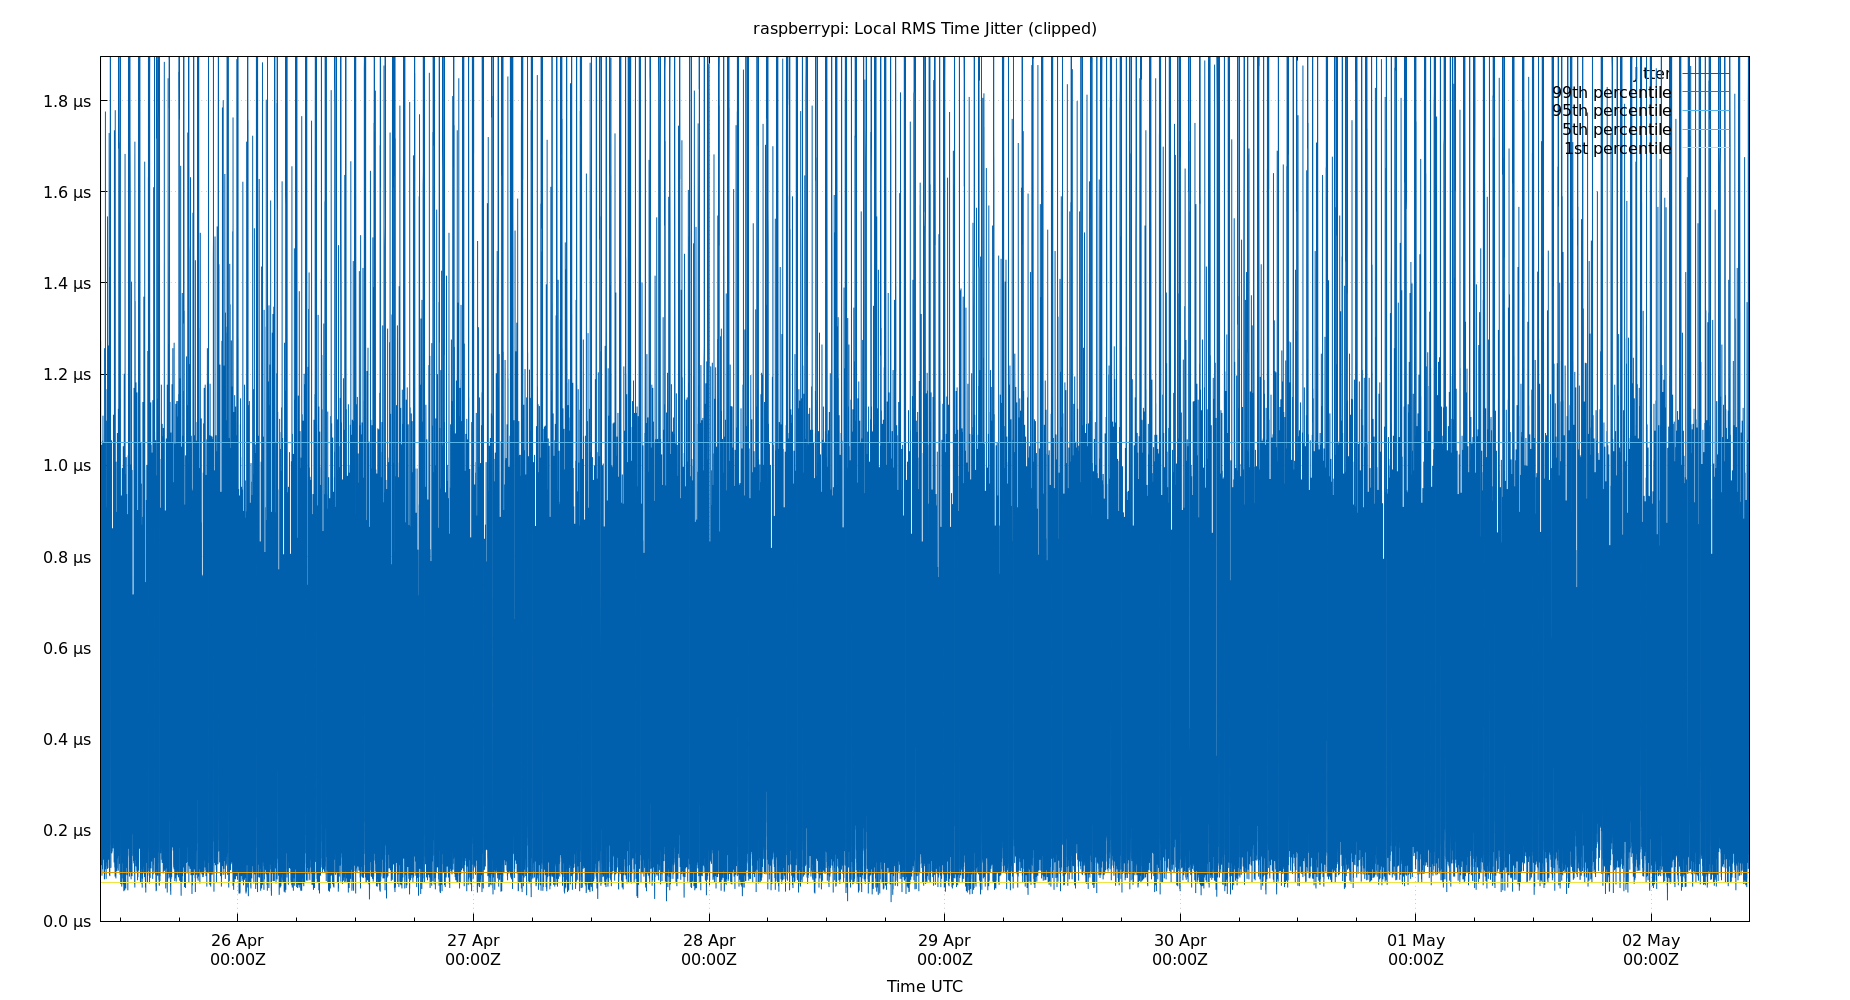 raspberrypi: Local RMS Time Jitter (clipped)
jitter
99th percentile
95th percentile
5th percentile
1st percentile
1.8 µs
1.6 µs
1.4 µs
1.2 µs
1.0 µs
0.8 µs
0.6 µs
0.4 µs
0.2 µs
0.0 µs
26 Apr 27 Apr 28 Apr 29 Apr 30 Apr 01 May 02 May
00:00Z 00:00Z 00:00Z 00:00Z 00:00Z 00:00Z 00:00Z
Time UTC